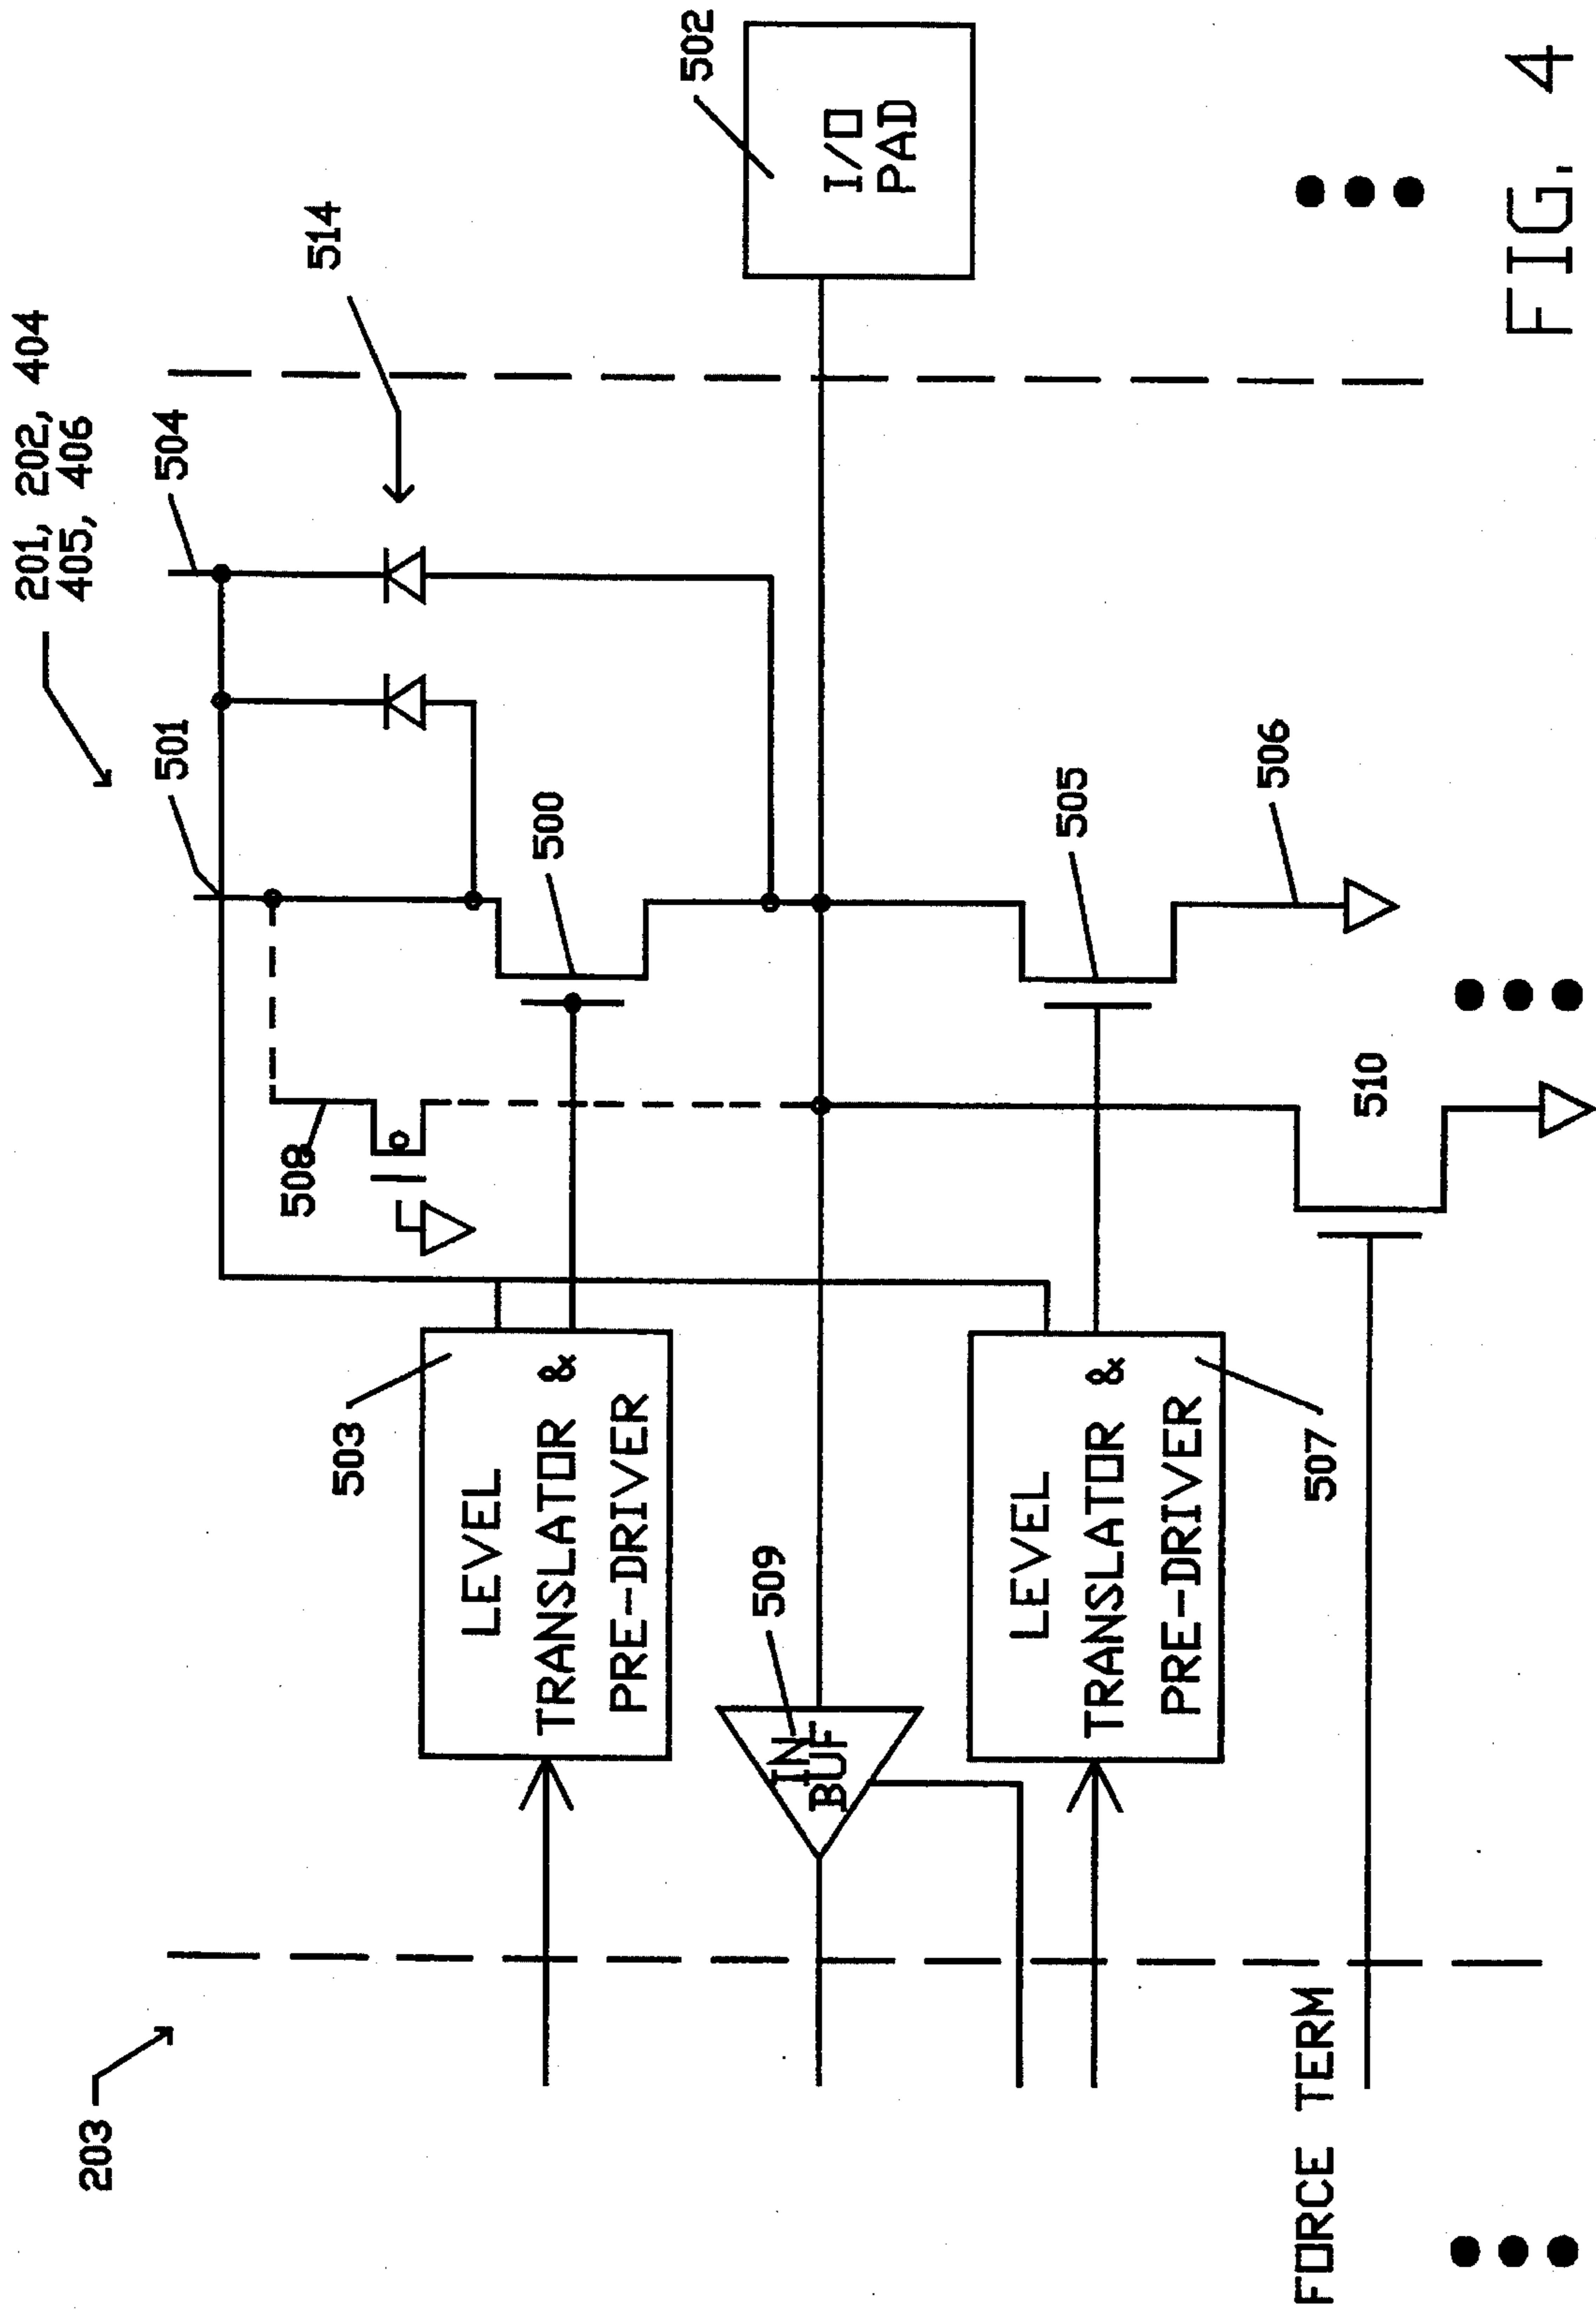 203
201, 202, 404
405, 406
501
504
514
508
500
503
LEVEL
TRANSLATOR &
PRE-DRIVER
502
I/O
PAD
509
IN
BUF
505
506
LEVEL
TRANSLATOR &
PRE-DRIVER
507
510
FORCE TERM
FIG. 4